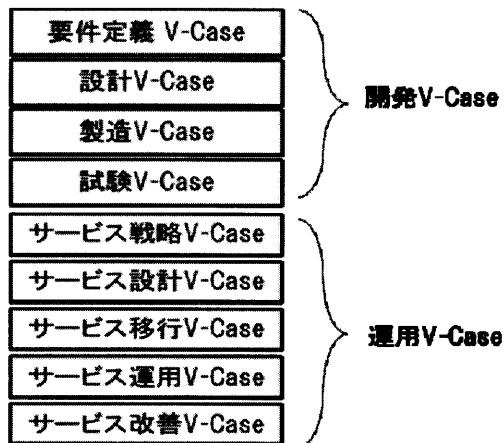 要件定義 V-Case
設計V-Case
製造V-Case
試験V-Case
開発V-Case
サービス戦略V-Case
サービス設計V-Case
サービス移行V-Case
サービス運用V-Case
サービス改善V-Case
運用V-Case